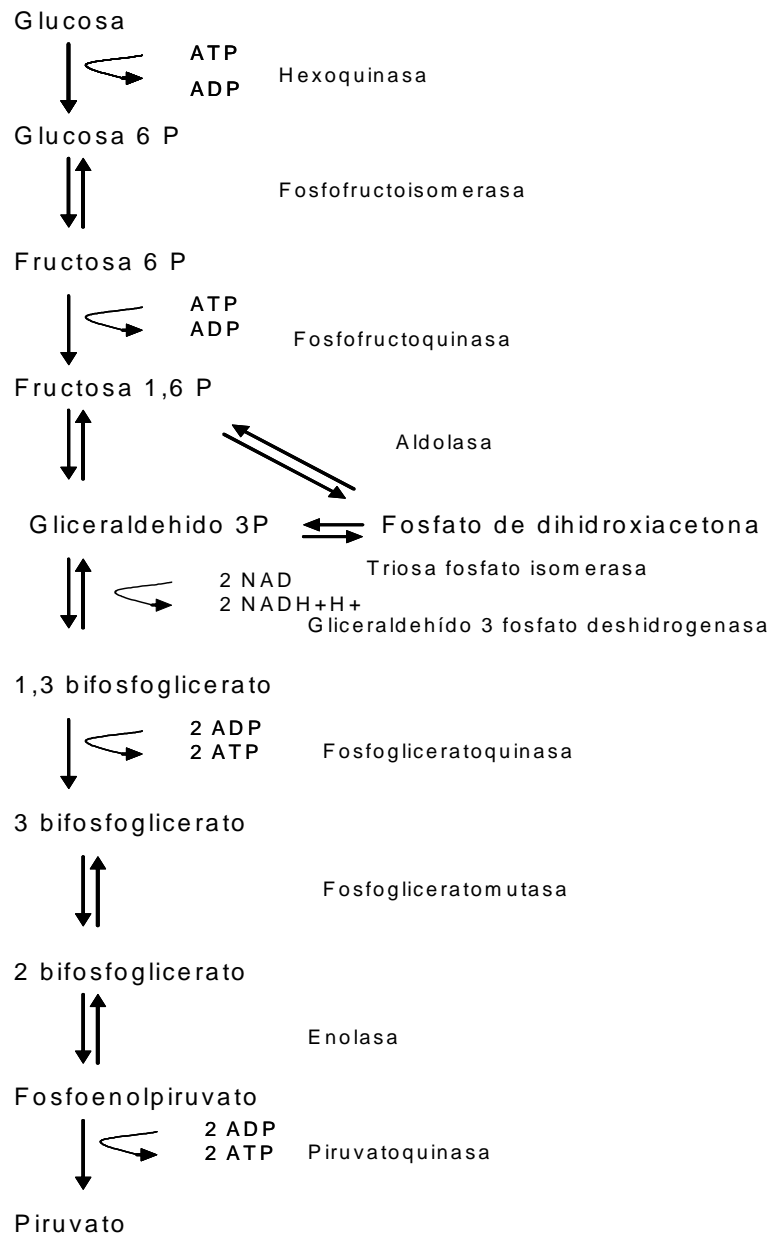 Glucosa
ATP
ADP
Hexoquinasa
Glucosa 6 P
Fosfofructoisomerasa
Fructosa 6 P
ATP
ADP
Fosfofructoquinasa
Fructosa 1,6 P
Aldolasa
Gliceraldehido 3P
Fosfato de dihidroxiacetona
Triosa fosfato isomerasa
2 NAD
2 NADH+H+
Gliceraldehído 3 fosfato deshidrogenasa
1,3 bifosfoglicerato
2 ADP
2 ATP
Fosfogliceratoquinasa
3 bifosfoglicerato
Fosfogliceratomutasa
2 bifosfoglicerato
Enolasa
Fosfoenolpiruvato
2 ADP
2 ATP
Piruvatoquinasa
Piruvato